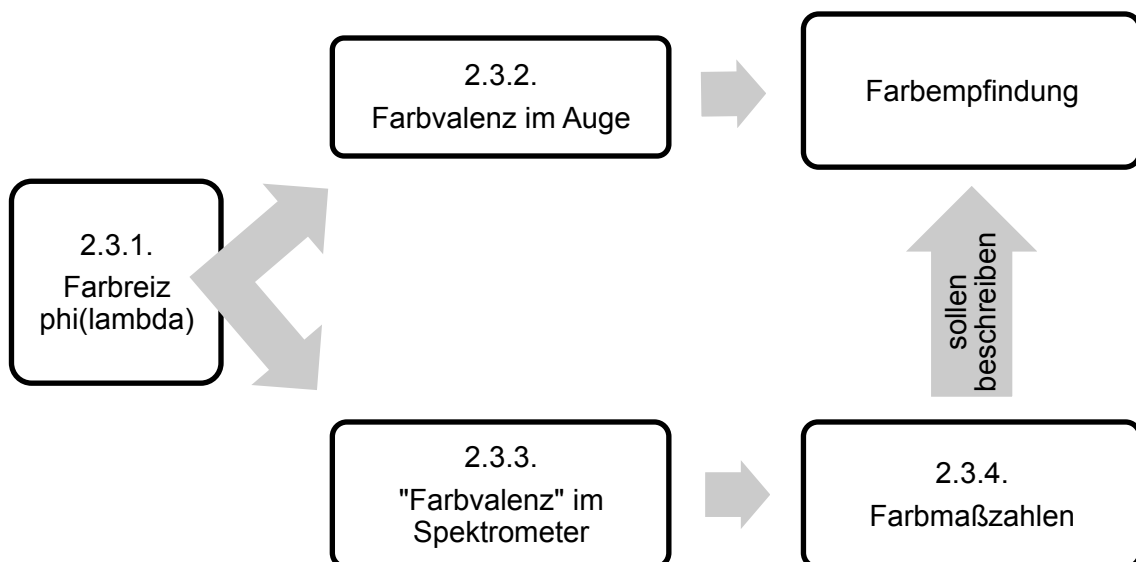 2.3.1.
Farbreiz
phi(lambda)
2.3.2.
Farbvalenz im Auge
Farbempfindung
2.3.3.
"Farbvalenz" im
Spektrometer
2.3.4.
Farbmaßzahlen
sollen
beschreiben